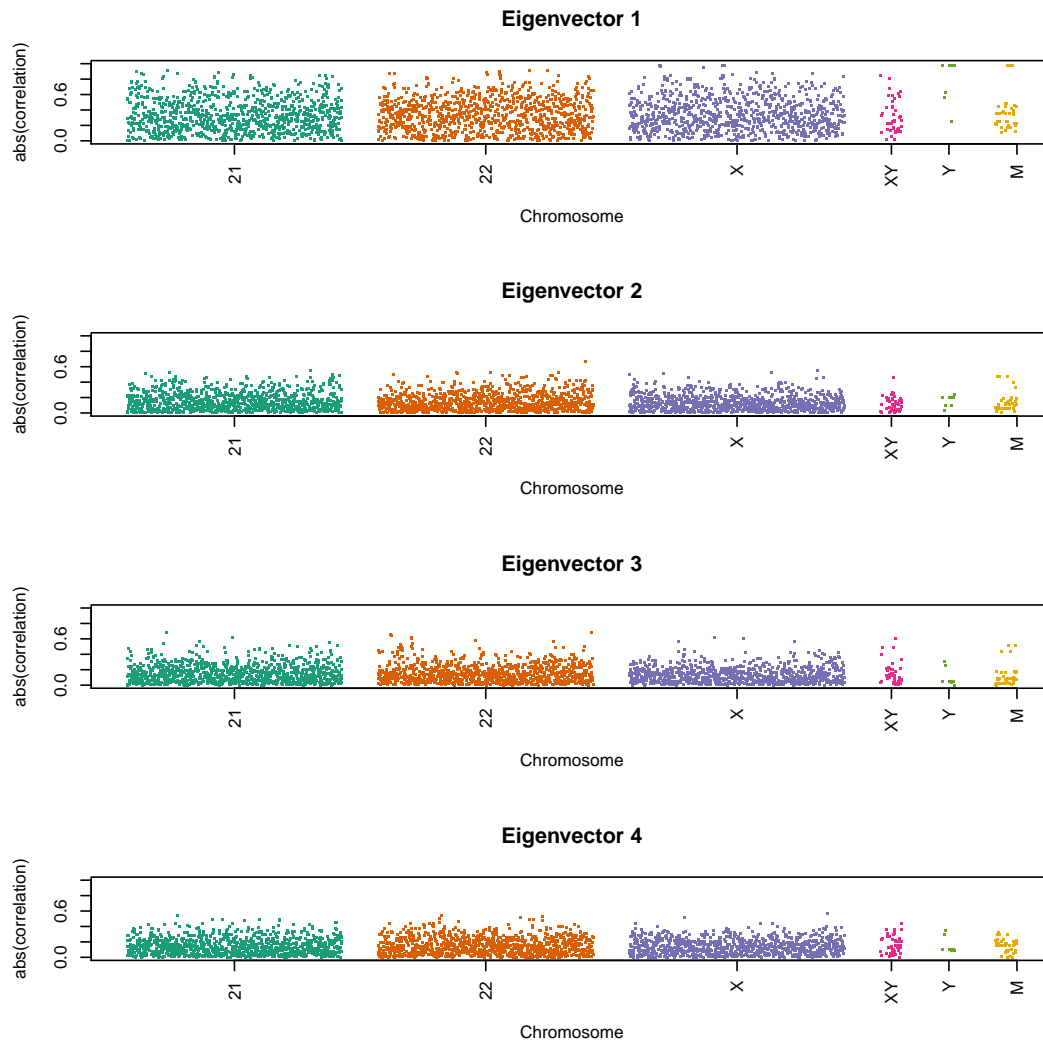 Eigenvector 1
abs(correlation)
0.6
0.0
21 22 X XY Y M
Chromosome
Eigenvector 2
abs(correlation)
0.6
0.0
21 22 X XY Y M
Chromosome
Eigenvector 3
abs(correlation)
0.6
0.0
21 22 X XY Y M
Chromosome
Eigenvector 4
abs(correlation)
0.6
0.0
21 22 X XY Y M
Chromosome